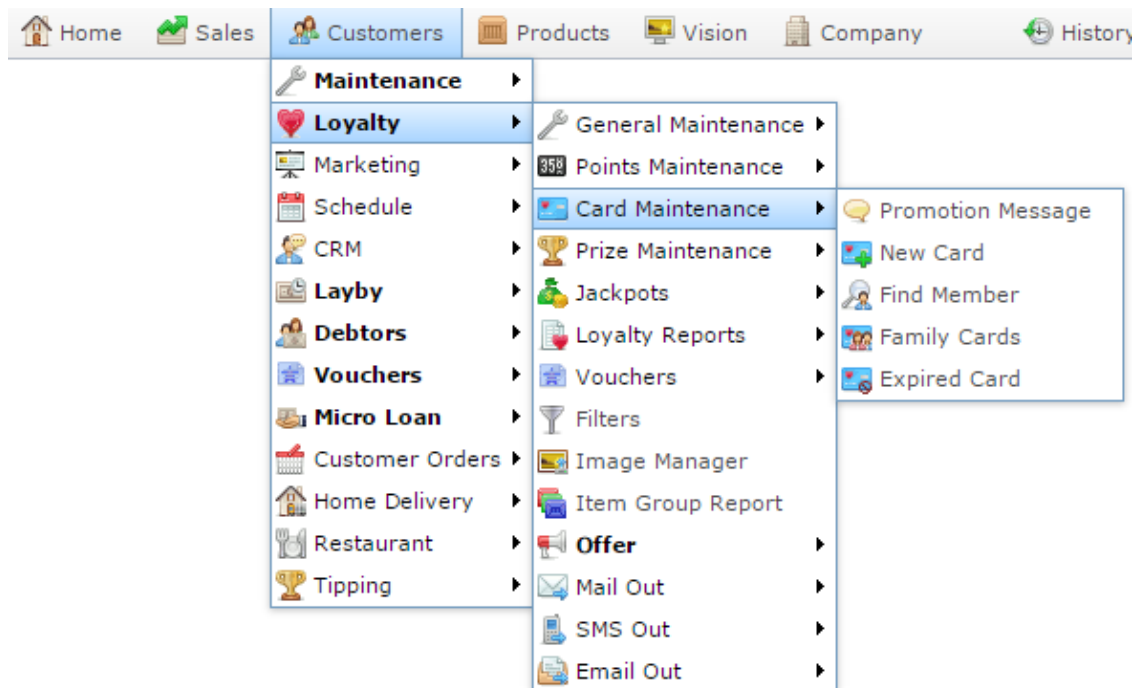 Home Sales Customers Products Vision Company History
Maintenance
Loyalty
Marketing
Schedule
CRM
Layby
Debtors
Vouchers
Micro Loan
Customer Orders
Home Delivery
Restaurant
Tipping
General Maintenance
Points Maintenance
Card Maintenance
Prize Maintenance
Jackpots
Loyalty Reports
Vouchers
Filters
Image Manager
Item Group Report
Offer
Mail Out
SMS Out
Email Out
Promotion Message
New Card
Find Member
Family Cards
Expired Card